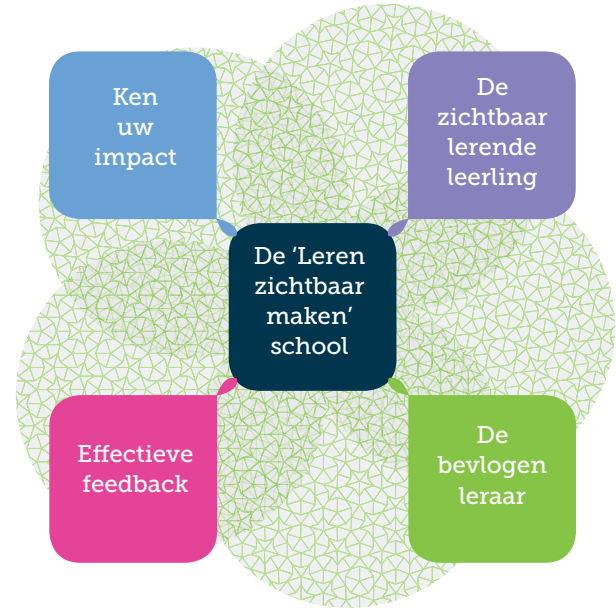 Ken
uw
impact
De
zichtbaar
lerende
leerling
De ‘Leren
zichtbaar
maken’
school
Effectieve
feedback
De
bevlogen
leraar